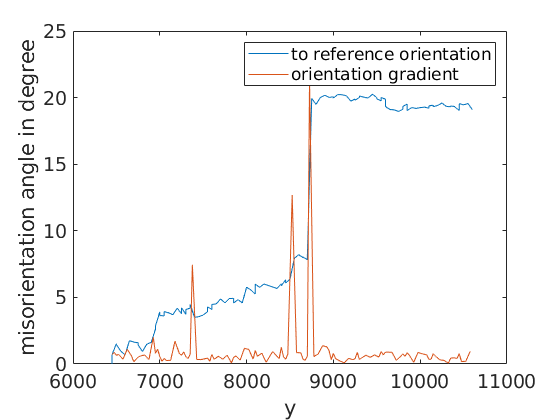 25
to reference orientation
orientation gradient
20
15
10
5
0
misorientation angle in degree
6000 7000 8000 9000 10000 11000
y